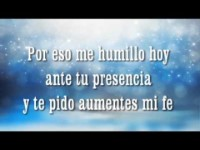 Por eso me humillo hoy
ante tu presencia
y te pido aumentes mi fe